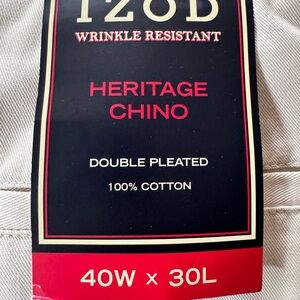 IZOD
WRINKLE RESISTANT
HERITAGE
CHINO
DOUBLE PLEATED
100% COTTON
40W x 30L